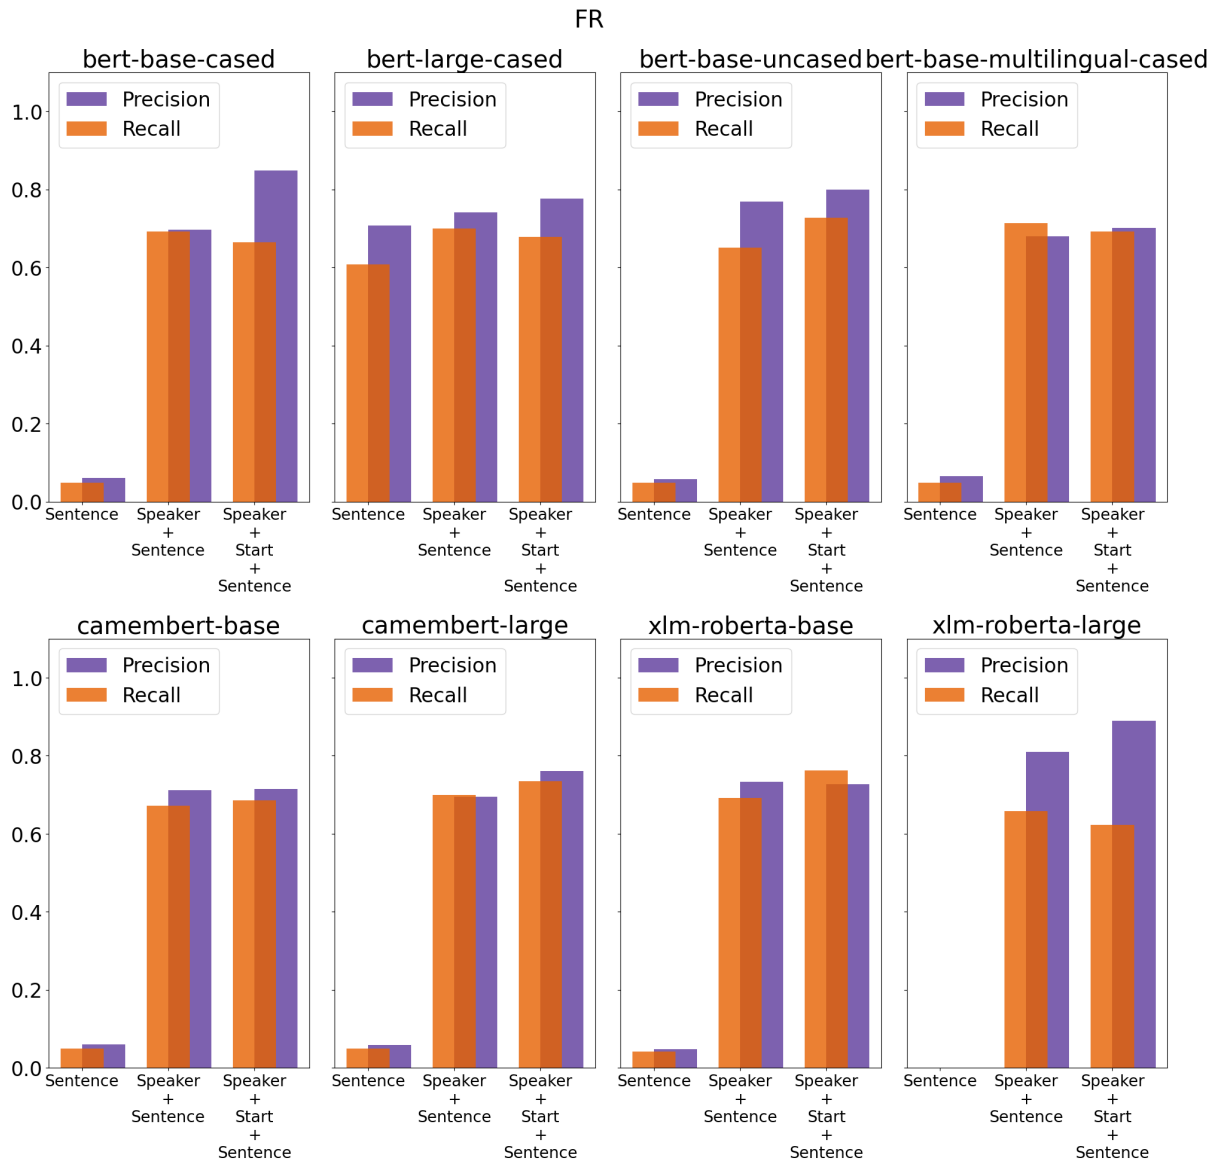 FR
bert-base-cased
Precision
Recall
1.0
0.8
0.6
0.4
0.2
0.0
Sentence
Speaker
+
Sentence
Speaker
+
Start
+
Sentence
bert-large-cased
Precision
Recall
Sentence
Speaker
+
Sentence
Speaker
+
Start
+
Sentence
bert-base-uncased
Precision
Recall
Sentence
Speaker
+
Sentence
Speaker
+
Start
+
Sentence
bert-base-multilingual-cased
Precision
Recall
Sentence
Speaker
+
Sentence
Speaker
+
Start
+
Sentence
camembert-base
Precision
Recall
1.0
0.8
0.6
0.4
0.2
0.0
Sentence
Speaker
+
Sentence
Speaker
+
Start
+
Sentence
camembert-large
Precision
Recall
Sentence
Speaker
+
Sentence
Speaker
+
Start
+
Sentence
xlm-roberta-base
Precision
Recall
Sentence
Speaker
+
Sentence
Speaker
+
Start
+
Sentence
xlm-roberta-large
Precision
Recall
Sentence
Speaker
+
Sentence
Speaker
+
Start
+
Sentence